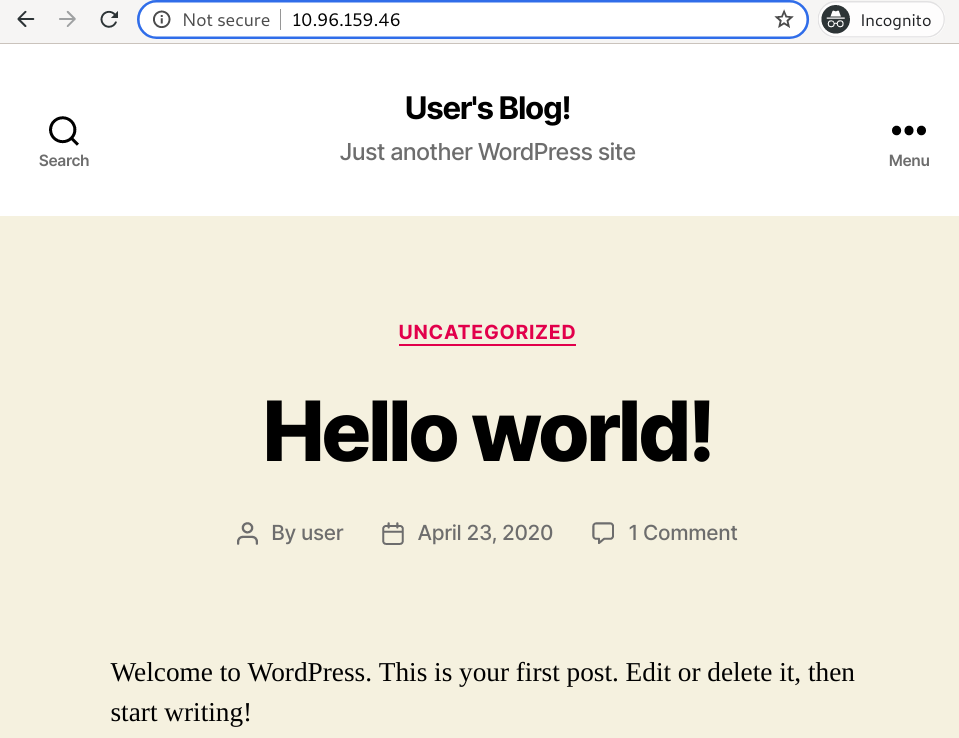 Not secure 10.96.159.46 Incognito
User's Blog!
Just another WordPress site
Search
Menu
UNCATEGORIZED
Hello world!
By user April 23, 2020 1 Comment
Welcome to WordPress. This is your first post. Edit or delete it, then
start writing!